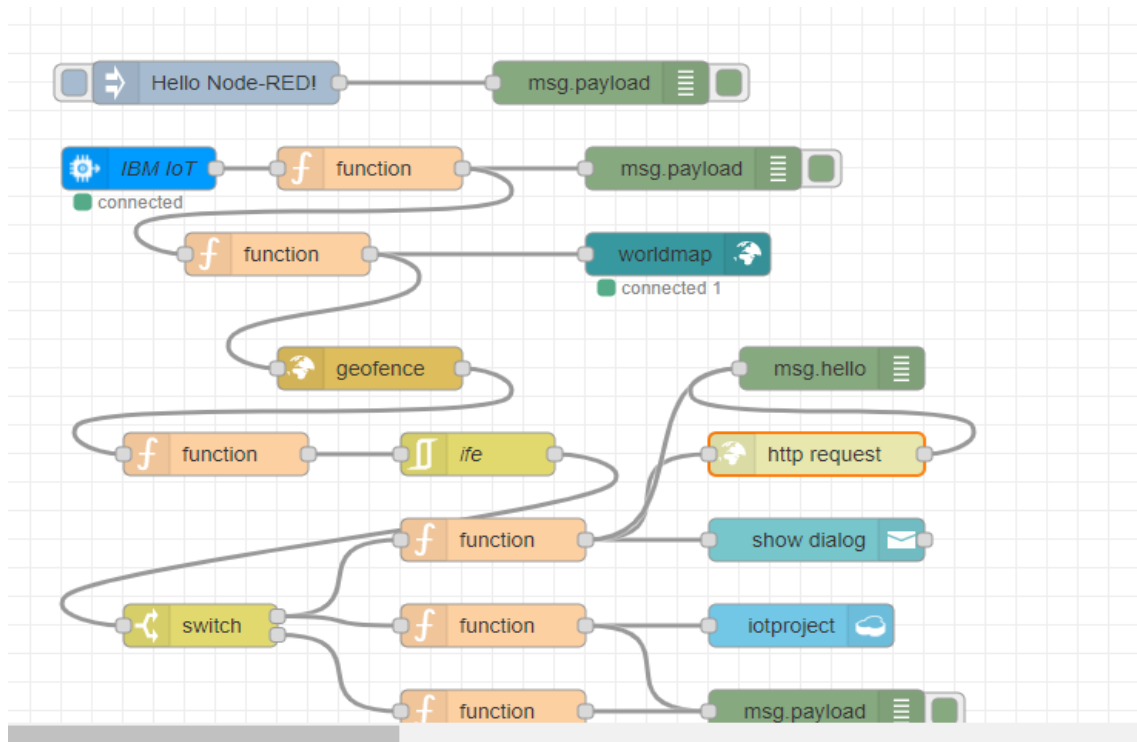 Hello Node-RED! msg.payload
IBM IoT function msg.payload
connected
function worldmap
connected 1
geofence msg.hello
function ife http request
function show dialog
switch function iotproject
function msg.payload